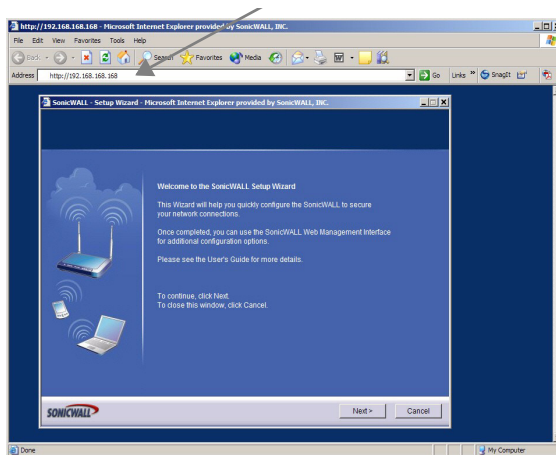 http://192.168.168.168 - Microsoft Internet Explorer provided by SonicWALL, INC.
File Edit View Favorites Tools Help
Back Search Favorites Media
Address http://192.168.168.168 Go Links » SnagIt
SonicWALL - Setup Wizard - Microsoft Internet Explorer provided by SonicWALL, INC.
Welcome to the SonicWALL Setup Wizard
This Wizard will help you quickly configure the SonicWALL to secure
your network connections.
Once completed, you can use the SonicWALL Web Management Interface
for additional configuration options.
Please see the User's Guide for more details.
To continue, click Next.
To close this window, click Cancel.
SONICWALL
Next > Cancel
Done My Computer